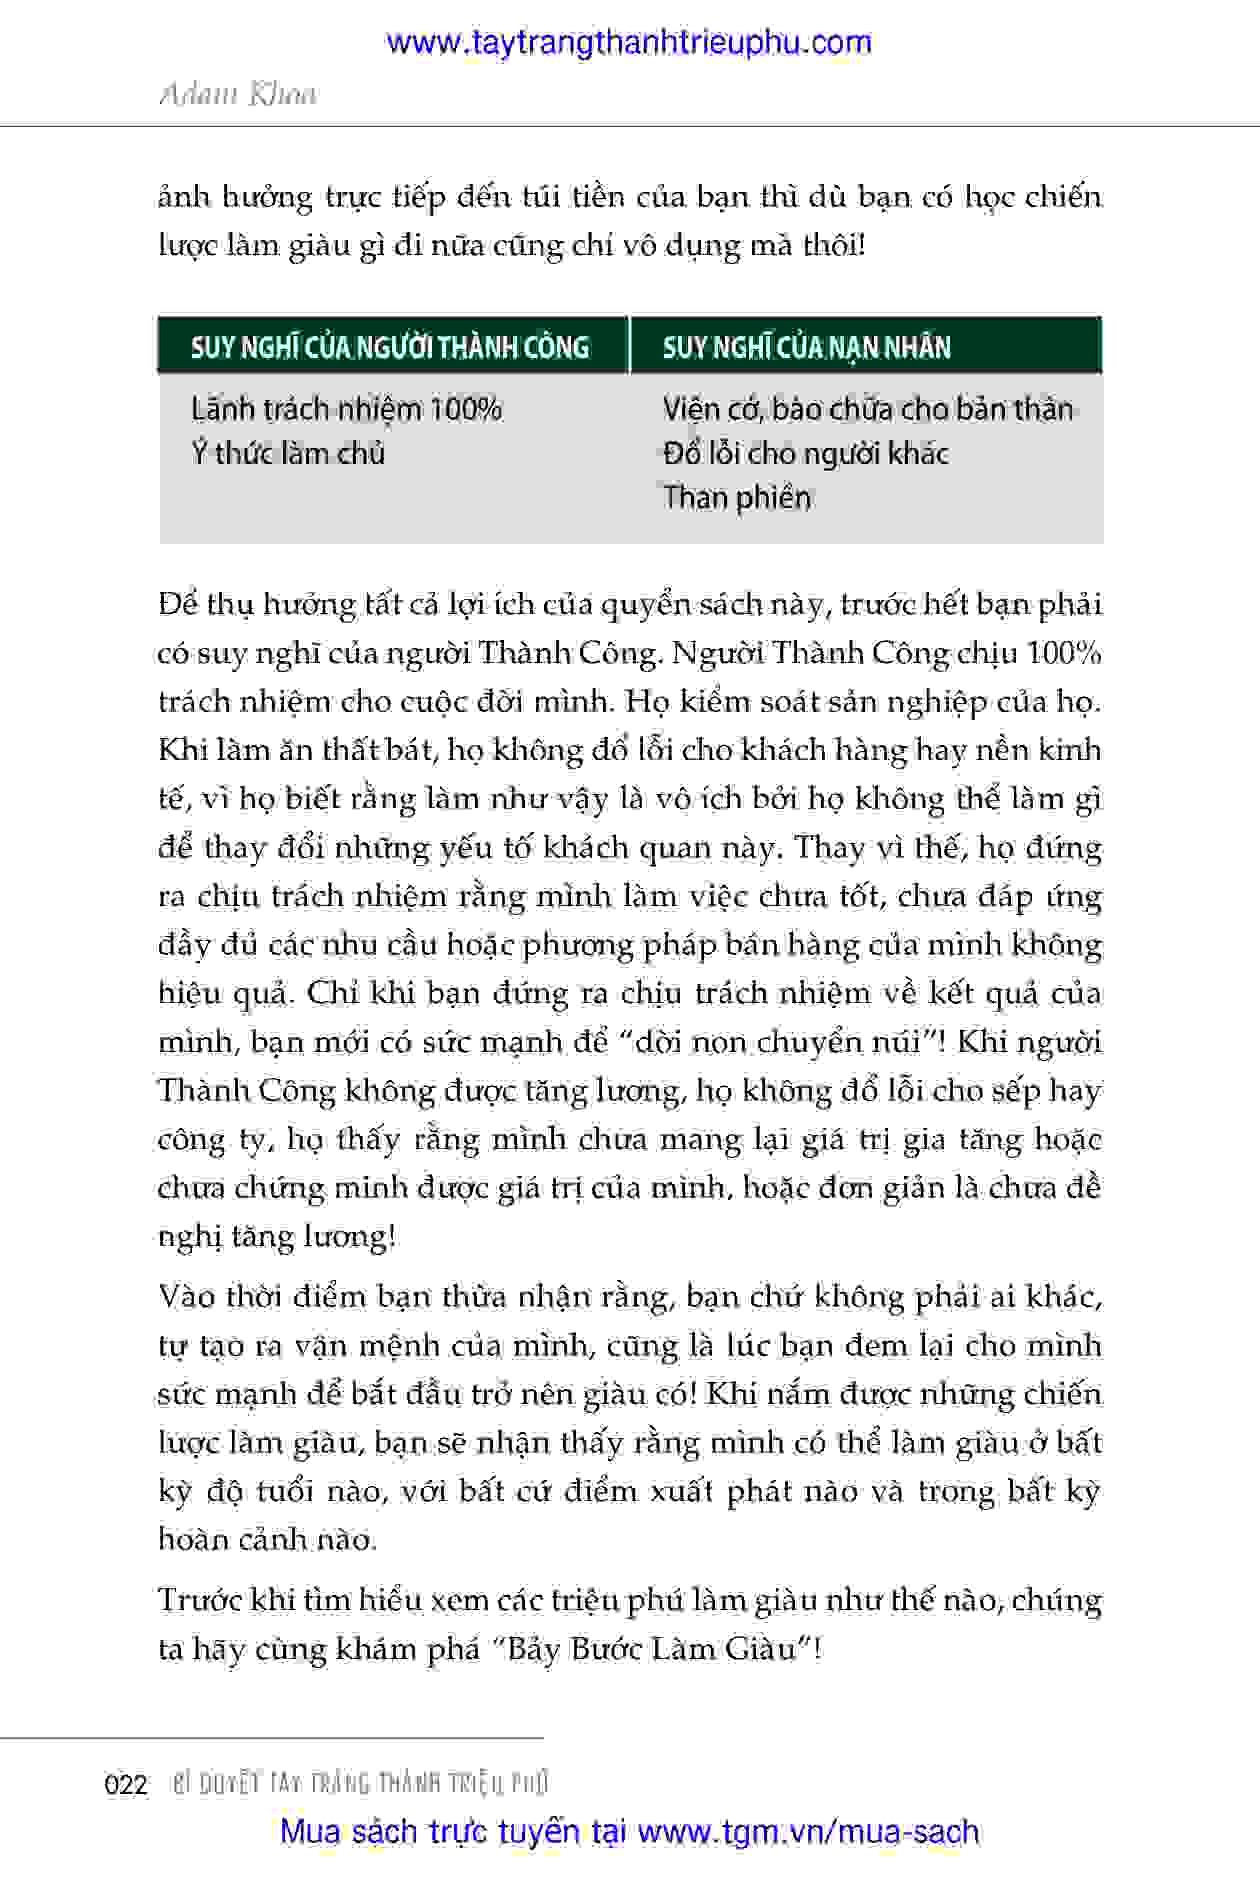 www.taytrangthanhtrieuphu.com
Adam Khoo
ảnh hưởng trực tiếp đến túi tiền của bạn thì dù bạn có học chiến
lược làm giàu gì đi nữa cũng chỉ vô dụng mà thôi!
SUY NGHĨ CỦA NGƯỜI THÀNH CÔNG SUY NGHĨ CỦA NẠN NHÂN
Lãnh trách nhiệm 100% Viện cớ, bào chữa cho bản thân
Ý thức làm chủ Đổ lỗi cho người khác
Than phiền
Để thụ hưởng tất cả lợi ích của quyển sách này, trước hết bạn phải
có suy nghĩ của người Thành Công. Người Thành Công chịu 100%
trách nhiệm cho cuộc đời mình. Họ kiểm soát sản nghiệp của họ.
Khi làm ăn thất bát, họ không đổ lỗi cho khách hàng hay nền kinh
tế, vì họ biết rằng làm như vậy là vô ích bởi họ không thể làm gì
để thay đổi những yếu tố khách quan này. Thay vì thế, họ đứng
ra chịu trách nhiệm rằng mình làm việc chưa tốt, chưa đáp ứng
đầy đủ các nhu cầu hoặc phương pháp bán hàng của mình không
hiệu quả. Chỉ khi bạn đứng ra chịu trách nhiệm về kết quả của
mình, bạn mới có sức mạnh để “dời non chuyển núi”! Khi người
Thành Công không được tăng lương, họ không đổ lỗi cho sếp hay
công ty, họ thấy rằng mình chưa mang lại giá trị gia tăng hoặc
chưa chứng minh được giá trị của mình, hoặc đơn giản là chưa đề
nghị tăng lương!
Vào thời điểm bạn thừa nhận rằng, bạn chứ không phải ai khác,
tự tạo ra vận mệnh của mình, cũng là lúc bạn đem lại cho mình
sức mạnh để bắt đầu trở nên giàu có! Khi nắm được những chiến
lược làm giàu, bạn sẽ nhận thấy rằng mình có thể làm giàu ở bất
kỳ độ tuổi nào, với bất cứ điểm xuất phát nào và trong bất kỳ
hoàn cảnh nào.
Trước khi tìm hiểu xem các triệu phú làm giàu như thế nào, chúng
ta hãy cùng khám phá “Bảy Bước Làm Giàu”!
022 BÍ QUYẾT TAY TRẮNG THÀNH TRIỆU PHÚ
Mua sách trực tuyến tại www.tgm.vn/mua-sach